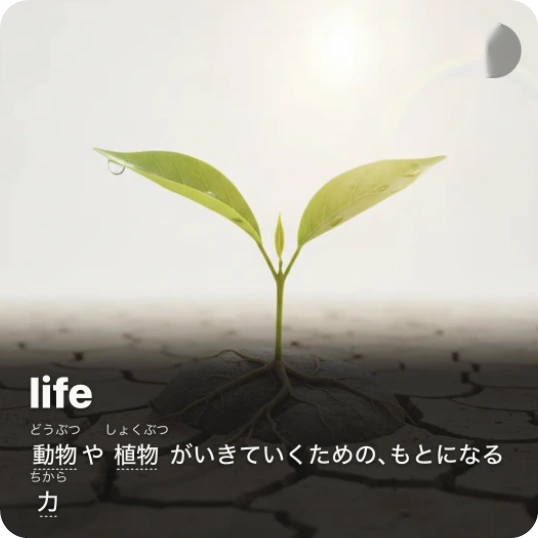 life
どうぶつ しょくぶつ
動物や植物がいきていくための、もとになる
ちから
力